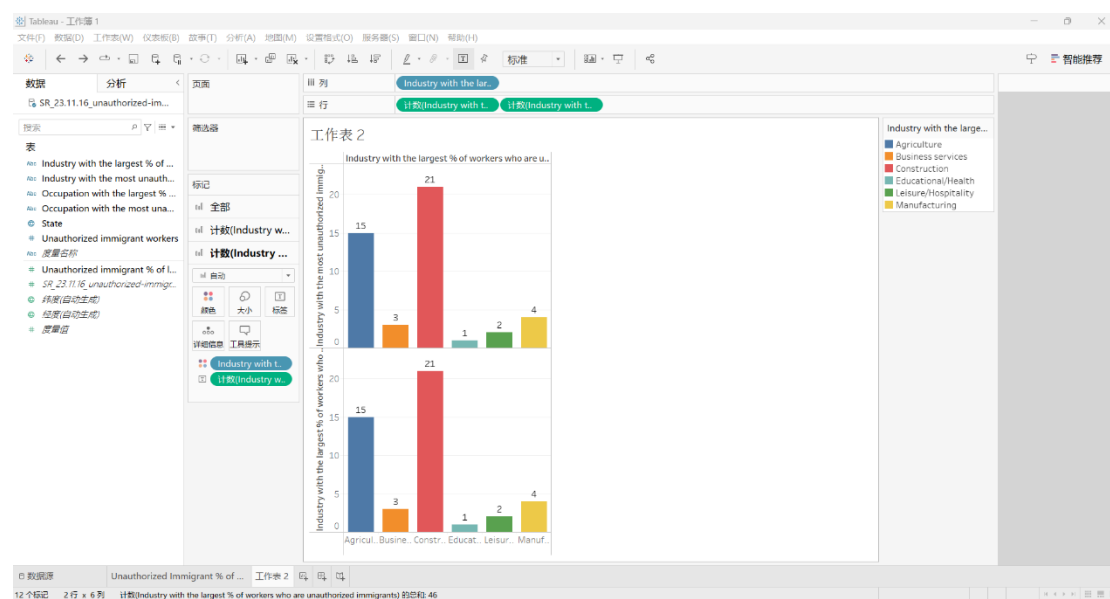 Tableau - 工作簿 1
文件(F) 数据(D) 工作表(W) 仪表板(B) 故事(T) 分析(A) 地图(M) 设置格式(O) 服务器(S) 窗口(N) 帮助(H)
标准
智能推荐
数据 分析
SR_23.11.16_unauthorized-im...
搜索
表
Abc Industry with the largest % of ...
Abc Industry with the most unauth...
Abc Occupation with the largest % ...
Abc Occupation with the most una...
State
# Unauthorized immigrant workers
Abc 度量名称
# Unauthorized immigrant % of l...
# SR_23.11.16_unauthorized-immigr...
纬度(自动生成)
经度(自动生成)
# 度量值
页面
筛选器
标记
全部
计数(Industry w...
计数(Industry ...
自动
颜色 大小 标签
详细信息 工具提示
Industry with t..
计数(Industry w..
列 Industry with the lar..
行 计数(Industry with t.. 计数(Industry with t..
工作表 2
Industry with the largest % of workers who are u..
Industry with the most unauthorized immig..
20
15
10
5
0
15
3
21
1
2
4
Industry with the largest % of workers who ..
20
15
10
5
0
15
3
21
1
2
4
Agricul.. Busine.. Constr.. Educat.. Leisur.. Manuf..
Industry with the large...
Agriculture
Business services
Construction
Educational/Health
Leisure/Hospitality
Manufacturing
数据源 Unauthorized Immigrant % of ... 工作表 2
12 个标记 2行 x 6列 计数(Industry with the largest % of workers who are unauthorized immigrants) 的总和: 46